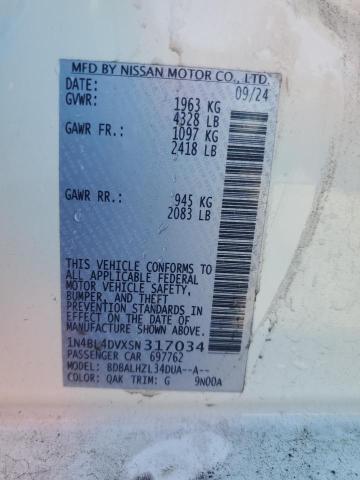 MFD BY NISSAN MOTOR CO., LTD.
DATE: 09/24
GVWR: 1963 KG
4328 LB
GAWR FR.: 1097 KG
2418 LB
GAWR RR.: 945 KG
2083 LB
THIS VEHICLE CONFORMS TO
ALL APPLICABLE FEDERAL
MOTOR VEHICLE SAFETY,
BUMPER, AND THEFT
PREVENTION STANDARDS
IN EFFECT ON THE DATE OF
MANUFACTURE SHOWN ABOVE.
1N4BL4DVXSN317034
PASSENGER CAR 697762
MODEL: BDBALHZL34DUA--A--
COLOR: QAK TRIM: G 9N00A